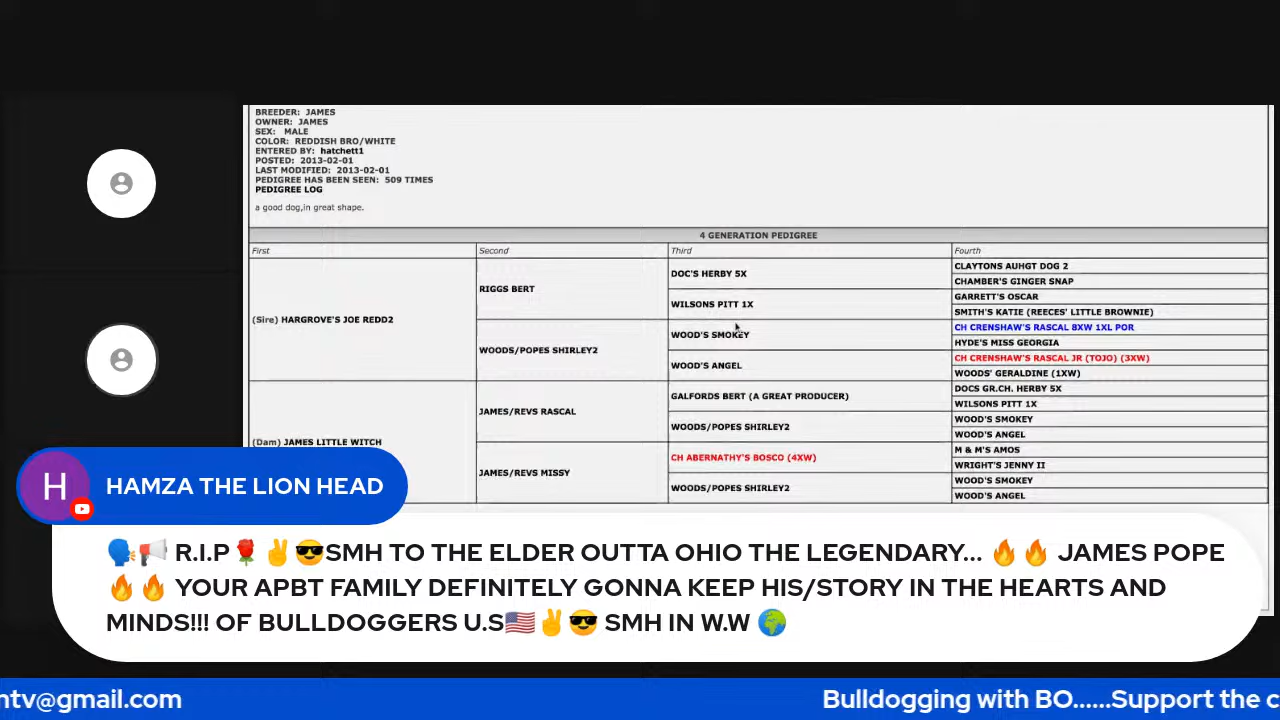 BREEDER: JAMES
OWNER: JAMES
SEX: MALE
COLOR: REDDISH BRO/WHITE
ENTERED BY: hatchett1
POSTED: 2013-02-01
LAST MODIFIED: 2013-02-01
PEDIGREE HAS BEEN SEEN: 509 TIMES
PEDIGREE LOG
a good dog,in great shape.
4 GENERATION PEDIGREE
First Second Third Fourth
(Sire) HARGROVE'S JOE REDD2
RIGGS BERT
DOC'S HERBY 5X
CLAYTONS AUHGT DOG 2
CHAMBER'S GINGER SNAP
WILSONS PITT 1X
GARRETT'S OSCAR
SMITH'S KATIE (REECES' LITTLE BROWNIE)
WOODS/POPES SHIRLEY2
WOOD'S SMOKEY
CH CRENSHAW'S RASCAL 8XW 1XL POR
HYDE'S MISS GEORGIA
WOOD'S ANGEL
CH CRENSHAW'S RASCAL JR (TOJO) (3XW)
WOODS' GERALDINE (1XW)
(Dam) JAMES LITTLE WITCH
JAMES/REVS RASCAL
GALFORDS BERT (A GREAT PRODUCER)
DOCS GR.CH. HERBY 5X
WILSONS PITT 1X
WOODS/POPES SHIRLEY2
WOOD'S SMOKEY
WOOD'S ANGEL
JAMES/REVS MISSY
CH ABERNATHY'S BOSCO (4XW)
M & M'S AMOS
WRIGHT'S JENNY II
WOODS/POPES SHIRLEY2
WOOD'S SMOKEY
WOOD'S ANGEL
H HAMZA THE LION HEAD
🗣️📢 R.I.P🌹✌️😎SMH TO THE ELDER OUTTA OHIO THE LEGENDARY... 🔥🔥 JAMES POPE
🔥🔥 YOUR APBT FAMILY DEFINITELY GONNA KEEP HIS/STORY IN THE HEARTS AND
MINDS!!! OF BULLDOGGERS U.S🇺🇸✌️😎 SMH IN W.W 🌍
ntv@gmail.com Bulldogging with BO......Support the c